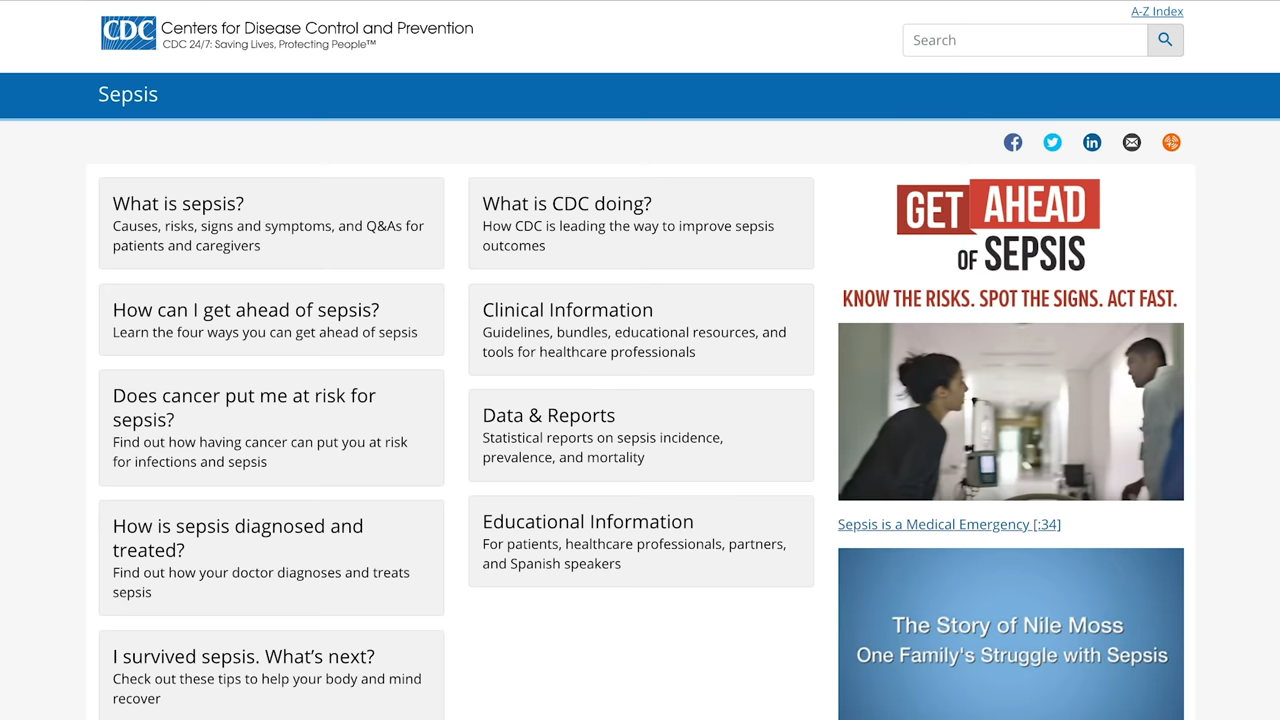 A-Z Index
CDC
Centers for Disease Control and Prevention
CDC 24/7: Saving Lives, Protecting People™
Search
Sepsis
What is sepsis?
Causes, risks, signs and symptoms, and Q&As for
patients and caregivers
How can I get ahead of sepsis?
Learn the four ways you can get ahead of sepsis
Does cancer put me at risk for
sepsis?
Find out how having cancer can put you at risk
for infections and sepsis
How is sepsis diagnosed and
treated?
Find out how your doctor diagnoses and treats
sepsis
I survived sepsis. What’s next?
Check out these tips to help your body and mind
recover
What is CDC doing?
How CDC is leading the way to improve sepsis
outcomes
Clinical Information
Guidelines, bundles, educational resources, and
tools for healthcare professionals
Data & Reports
Statistical reports on sepsis incidence,
prevalence, and mortality
Educational Information
For patients, healthcare professionals, partners,
and Spanish speakers
GET AHEAD
OF SEPSIS
KNOW THE RISKS. SPOT THE SIGNS. ACT FAST.
Sepsis is a Medical Emergency [:34]
The Story of Nile Moss
One Family's Struggle with Sepsis